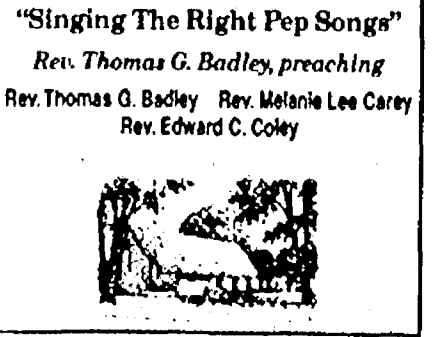 “Singing The Right Pep Songs”
Rev. Thomas G. Badley, preaching
Rev. Thomas G. Badley Rev. Melanie Lee Carey
Rev. Edward C. Coley